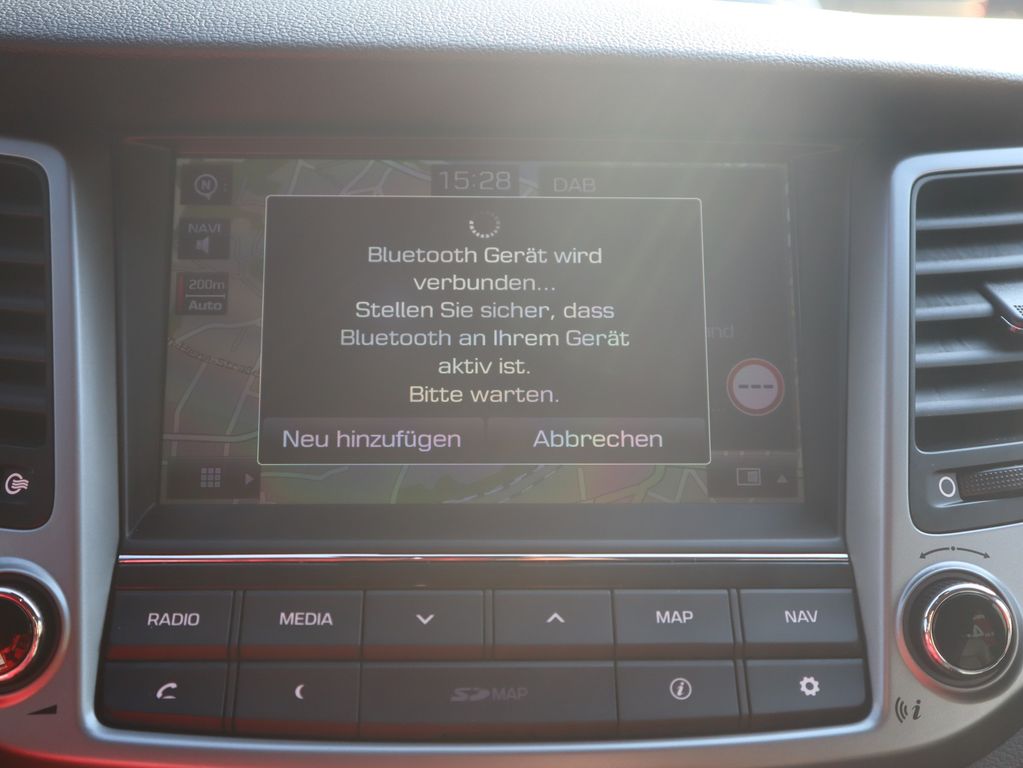 N
15:28
DAB
NAVI
200m
Auto
Bluetooth Gerät wird
verbunden...
Stellen Sie sicher, dass
Bluetooth an Ihrem Gerät
aktiv ist.
Bitte warten.
Neu hinzufügen
Abbrechen
---
RADIO
MEDIA
MAP
NAV
SD MAP
i
i